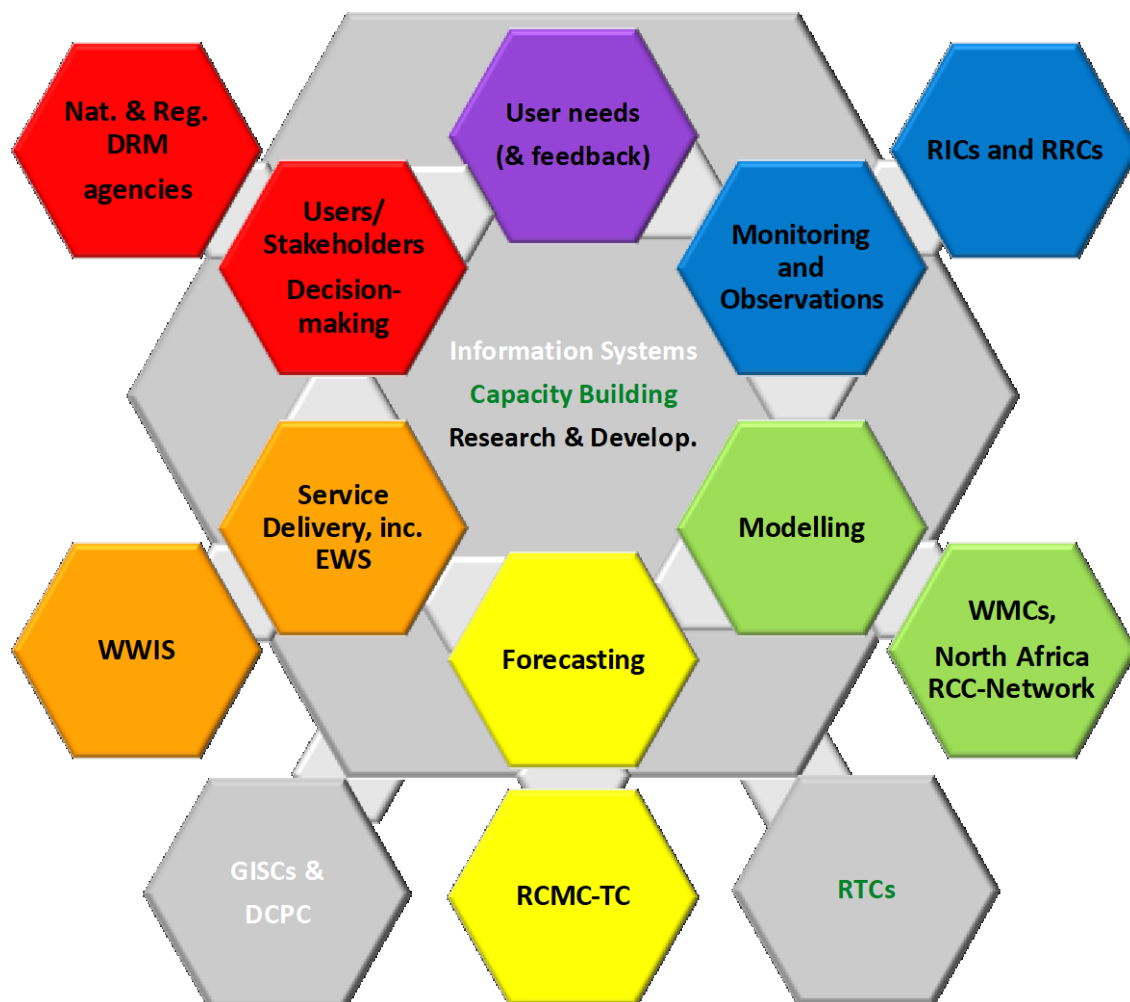 Nat. & Reg.
DRM
agencies
User needs
(& feedback)
RICs and RRCs
Users/
Stakeholders
Decision-
making
Monitoring
and
Observations
Information Systems
Capacity Building
Research & Develop.
Service
Delivery, inc.
EWS
Modelling
WWIS
Forecasting
WMCs,
North Africa
RCC-Network
GISCs &
DCPC
RCMC-TC
RTCs